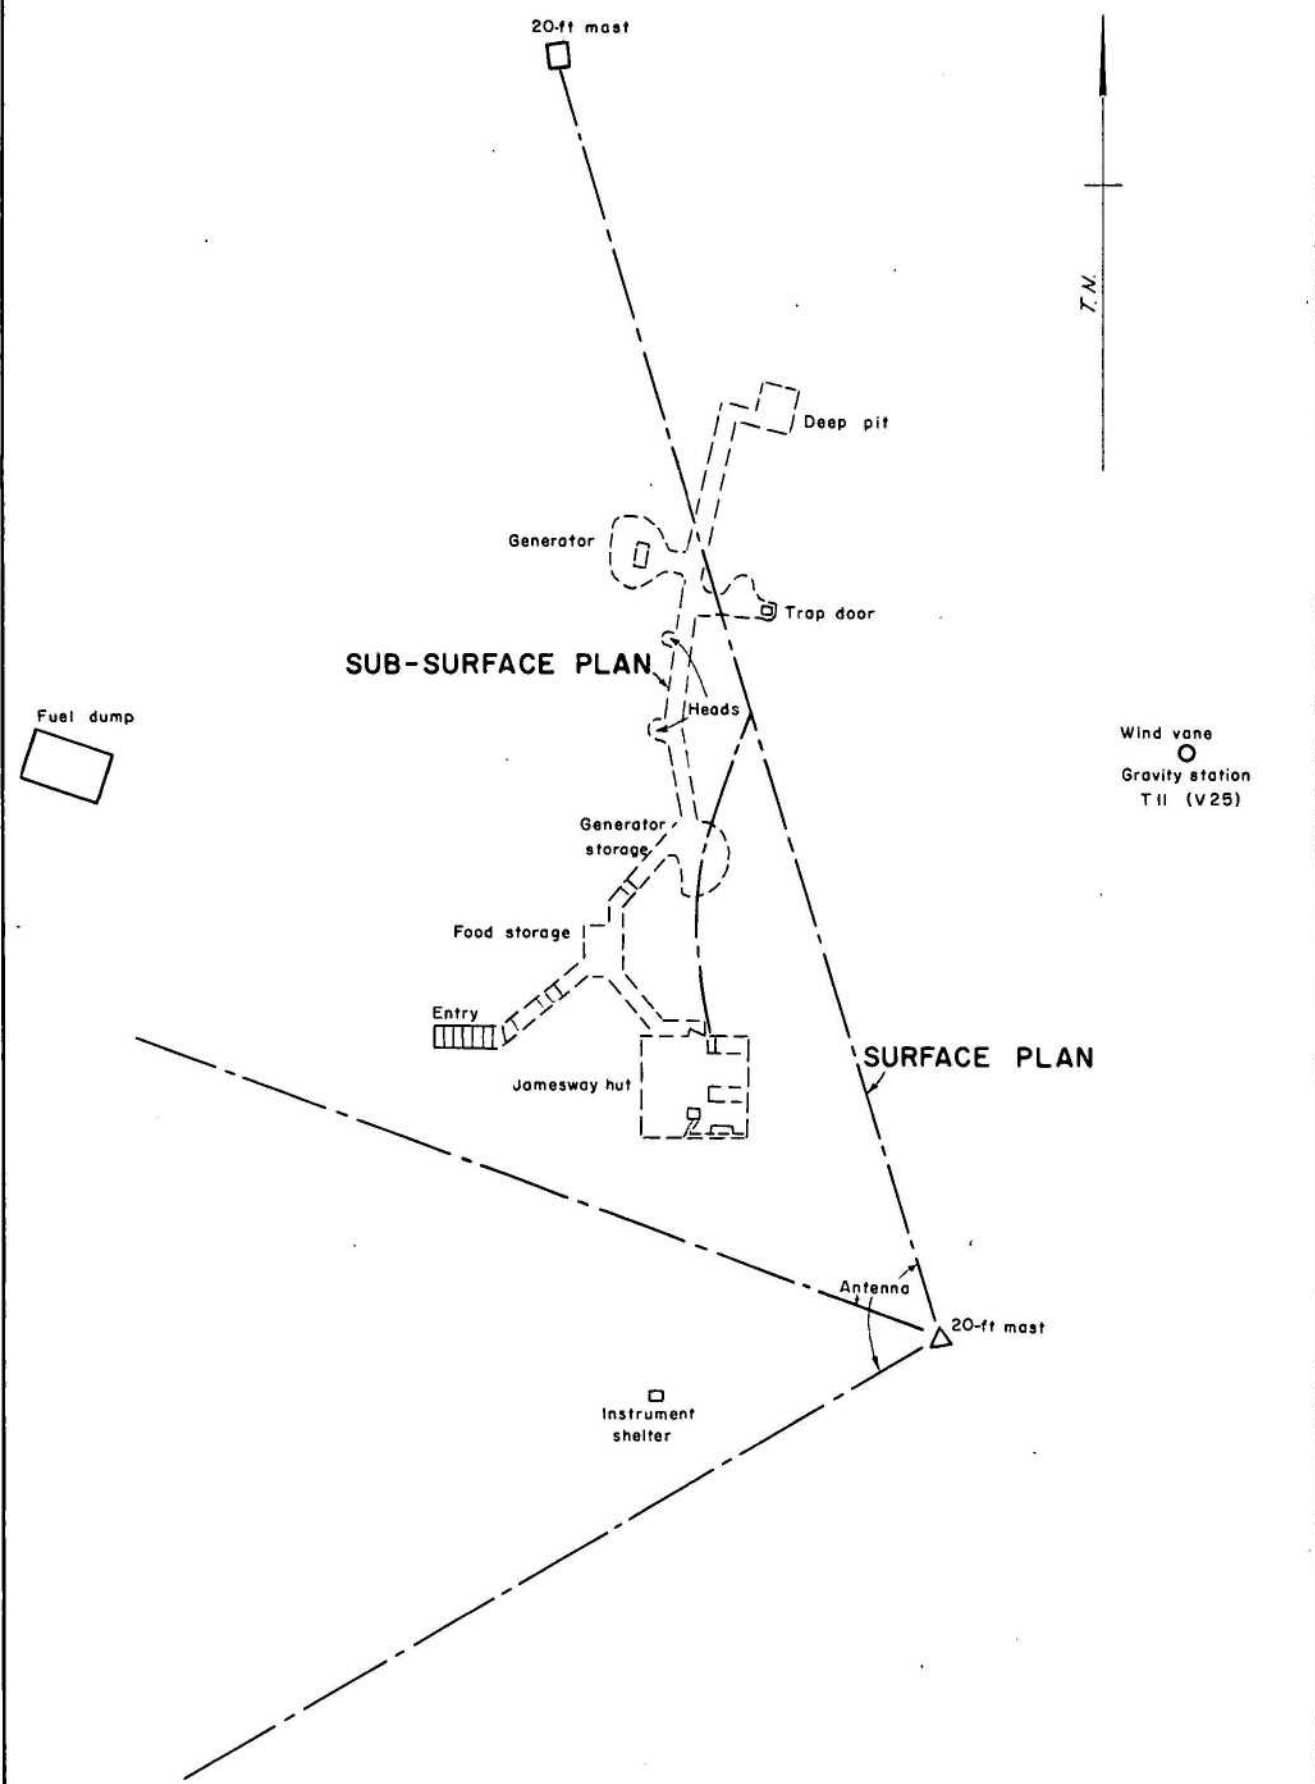 20-ft mast
T.N.
Deep pit
Generator
Trap door
SUB-SURFACE PLAN
Heads
Fuel dump
Wind vane
Gravity station
T11 (V25)
Generator
storage
Food storage
Entry
Jamesway hut
SURFACE PLAN
Antenna
20-ft mast
Instrument
shelter